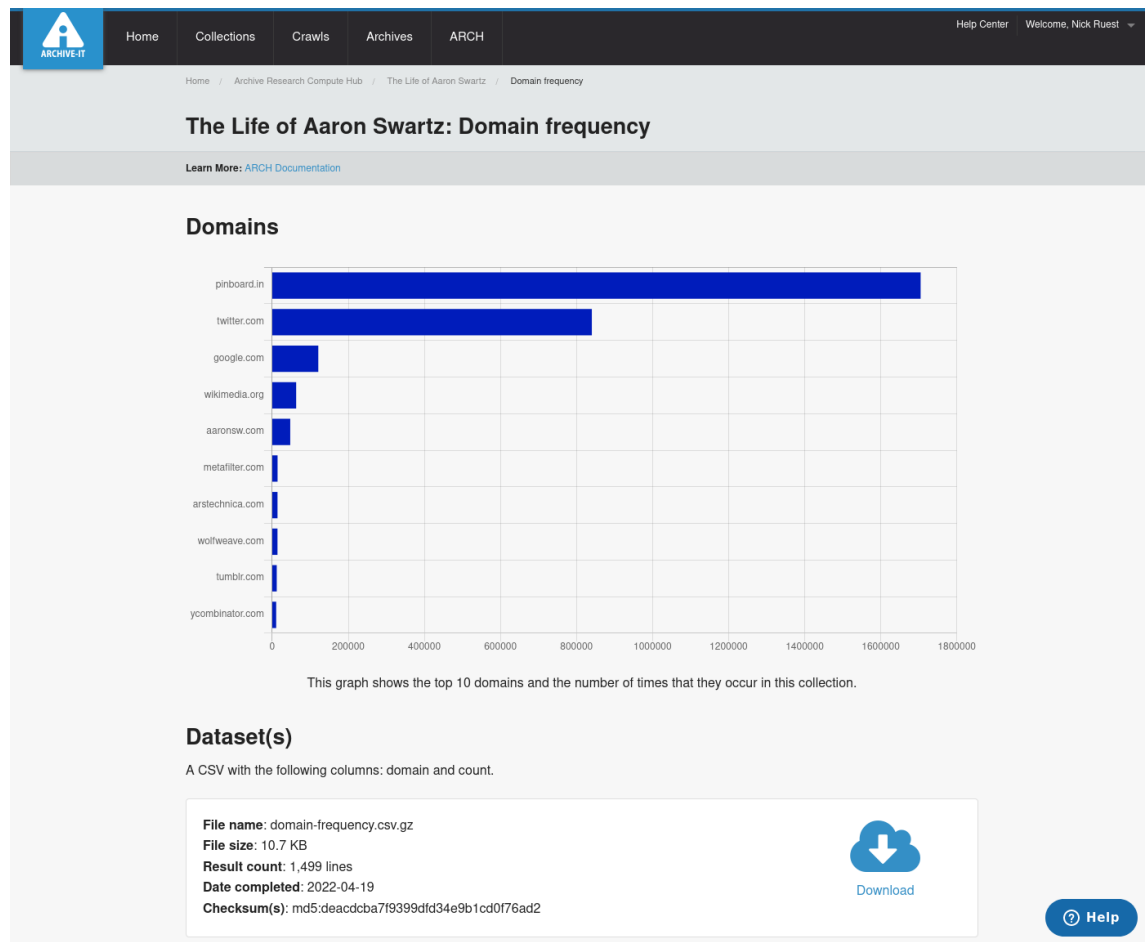 ARCHIVE-IT
Home Collections Crawls Archives ARCH
Help Center Welcome, Nick Ruest
Home / Archive Research Compute Hub / The Life of Aaron Swartz / Domain frequency
The Life of Aaron Swartz: Domain frequency
Learn More: ARCH Documentation
Domains
pinboard.in
twitter.com
google.com
wikimedia.org
aaronsw.com
metafilter.com
arstechnica.com
wolfweave.com
tumblr.com
ycombinator.com
0 200000 400000 600000 800000 1000000 1200000 1400000 1600000 1800000
This graph shows the top 10 domains and the number of times that they occur in this collection.
Dataset(s)
A CSV with the following columns: domain and count.
File name: domain-frequency.csv.gz
File size: 10.7 KB
Result count: 1,499 lines
Date completed: 2022-04-19
Checksum(s): md5:deacdcba7f9399dfd34e9b1cd0f76ad2
Download
Help